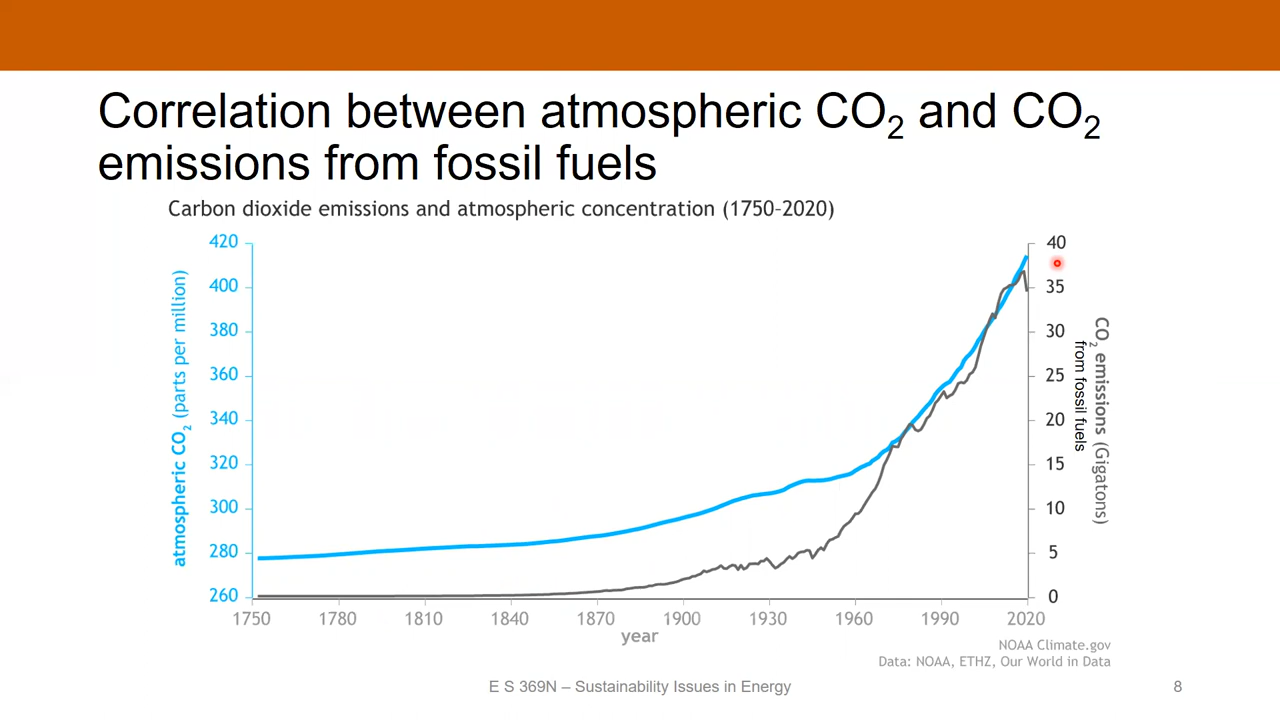 Correlation between atmospheric CO₂ and CO₂
emissions from fossil fuels
Carbon dioxide emissions and atmospheric concentration (1750–2020)
atmospheric CO₂ (parts per million)
420
400
380
360
340
320
300
280
260
40
35
30
25
20
15
10
5
0
CO₂ emissions (Gigatons)
from fossil fuels
1750 1780 1810 1840 1870 1900 1930 1960 1990 2020
year
NOAA Climate.gov
Data: NOAA, ETHZ, Our World in Data
E S 369N – Sustainability Issues in Energy
8